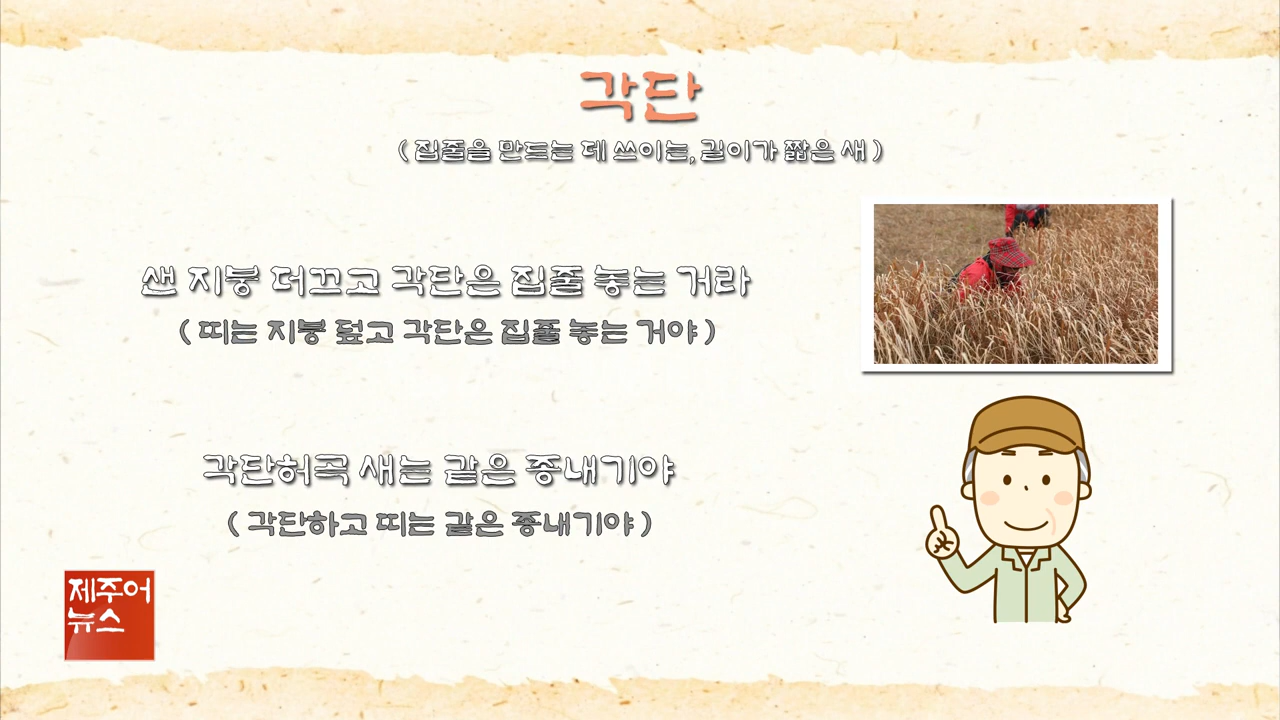 각단
( 집줄을 만드는 데 쓰이는, 길이가 짧은 새 )
샌 지붕 더끄고 각단은 집줄 놓는 거라
( 띠는 지붕 덮고 각단은 집줄 놓는 거야 )
각단허곡 새는 같은 종내기야
( 각단하고 띠는 같은 종내기야 )
제주어
뉴스